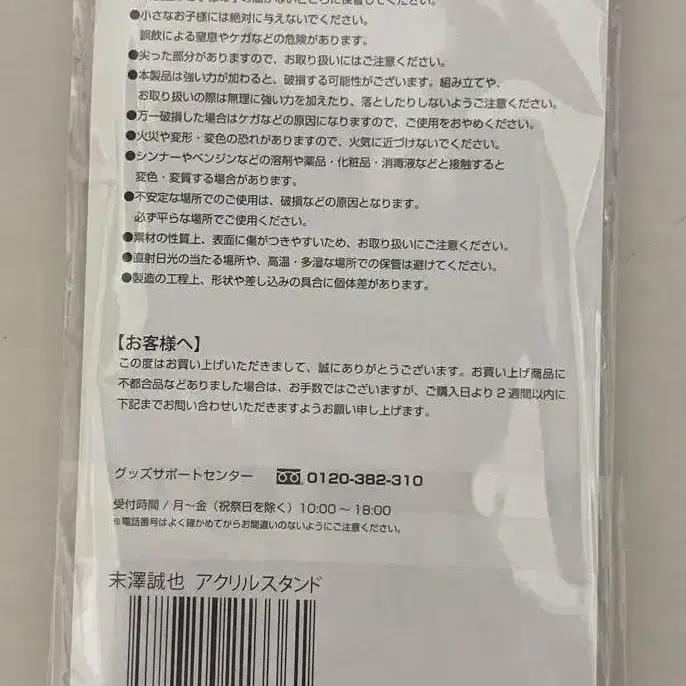 ●小さなお子様には絶対に与えないでください。
誤飲による窒息やケガなどの危険があります。
●尖った部分がありますので、お取り扱いにはご注意ください。
●本製品は強い力が加わると、破損する可能性がございます。組み立てや、
お取り扱いの際は無理に強い力を加えたり、落としたりしないようご注意ください。
●万一破損した場合はケガなどの原因になりますので、ご使用をおやめください。
●火災や変形・変色の恐れがありますので、火気に近づけないでください。
●シンナーやベンジンなどの溶剤や薬品・化粧品・消毒液などと接触すると
変色・変質する場合があります。
●不安定な場所でのご使用は、破損などの原因となります。
必ず平らな場所でご使用ください。
●素材の性質上、表面に傷がつきやすいため、お取り扱いにご注意ください。
●直射日光の当たる場所や、高温・多湿な場所での保管は避けてください。
●製造の工程上、形状や差し込みの具合に個体差があります。
【お客様へ】
この度はお買い上げいただきまして、誠にありがとうございます。お買い上げ商品に
不都合品などありました場合は、お手数ではございますが、ご購入日より2週間以内に
下記までお問い合わせいただきますようお願い申し上げます。
グッズサポートセンター 0120-382-310
受付時間/月～金（祝祭日を除く）10:00～18:00
※電話番号はよく確かめてからお間違いのないようにご注意ください。
末澤誠也 アクリルスタンド